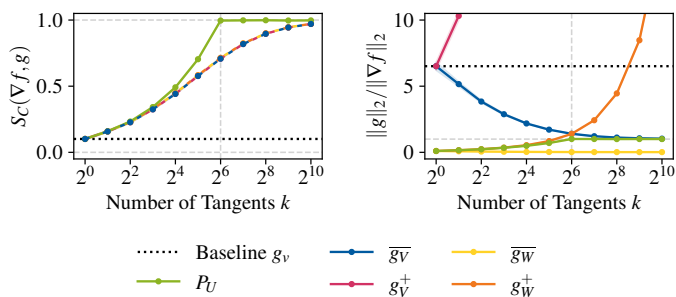 1.0
0.5
0.0
S_C(∇f, g)
2^0 2^2 2^4 2^6 2^8 2^10
Number of Tangents k
10
5
0
||g||_2/||∇f||_2
2^0 2^2 2^4 2^6 2^8 2^10
Number of Tangents k
Baseline g_v
P_U
\overline{g_V}
g_V^+
\overline{g_W}
g_W^+